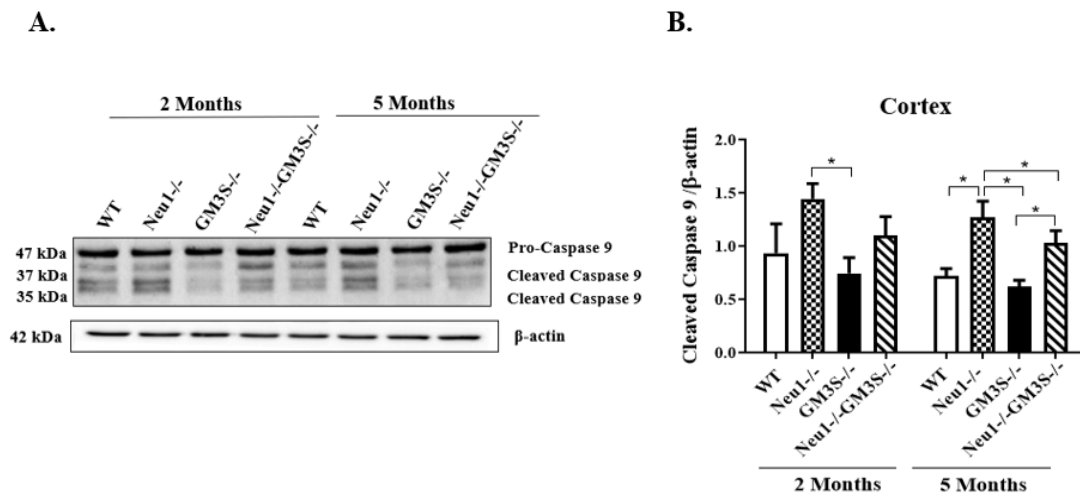 A.
2 Months
5 Months
WT
Neu1-/-
GM3S-/-
Neu1-/-GM3S-/-
WT
Neu1-/-
GM3S-/-
Neu1-/-GM3S-/-
47 kDa
Pro-Caspase 9
37 kDa
Cleaved Caspase 9
35 kDa
Cleaved Caspase 9
42 kDa
β-actin
B.
Cortex
Cleaved Caspase 9 /β-actin
2.0
1.5
1.0
0.5
0.0
*
*
*
*
*
WT
Neu1-/-
GM3S-/-
Neu1-/-GM3S-/-
WT
Neu1-/-
GM3S-/-
Neu1-/-GM3S-/-
2 Months
5 Months